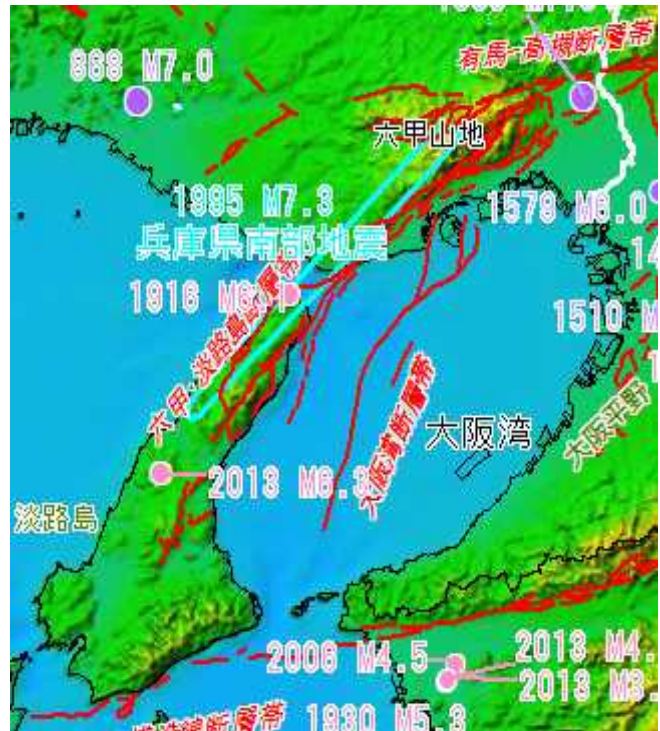 868 M7.0
有馬-高槻断層帯
六甲山地
1995 M7.3
兵庫県南部地震
1579 M6.0
1916 M6.1
1510 M
六甲・淡路島断層帯
大阪湾断層帯
大阪湾
大阪平野
2013 M6.3
淡路島
2006 M4.5
2013 M4.
2013 M3.
1930 M5.3